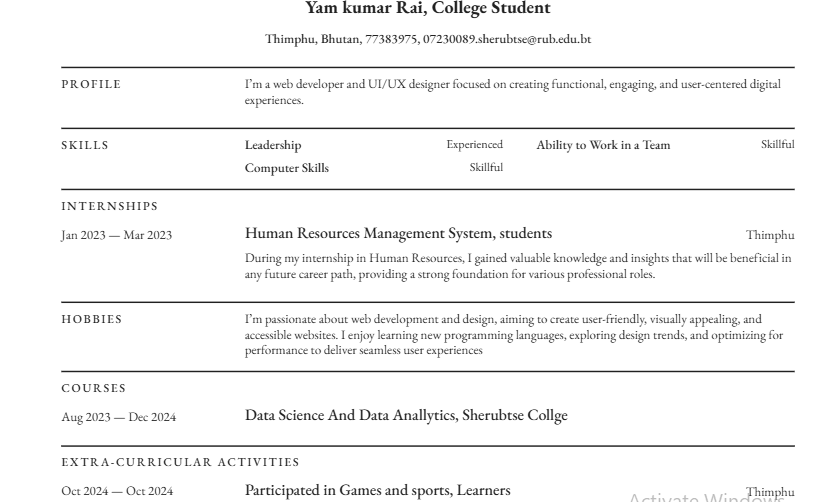 Yam kumar Rai, College Student
Thimphu, Bhutan, 77383975, 07230089.sherubtse@rub.edu.bt
PROFILE
I'm a web developer and UI/UX designer focused on creating functional, engaging, and user-centered digital
experiences.
SKILLS
Leadership Experienced Ability to Work in a Team Skillful
Computer Skills Skillful
INTERNSHIPS
Jan 2023 — Mar 2023 Human Resources Management System, students Thimphu
During my internship in Human Resources, I gained valuable knowledge and insights that will be beneficial in
any future career path, providing a strong foundation for various professional roles.
HOBBIES
I'm passionate about web development and design, aiming to create user-friendly, visually appealing, and
accessible websites. I enjoy learning new programming languages, exploring design trends, and optimizing for
performance to deliver seamless user experiences
COURSES
Aug 2023 — Dec 2024 Data Science And Data Anallytics, Sherubtse Collge
EXTRA-CURRICULAR ACTIVITIES
Oct 2024 — Oct 2024 Participated in Games and sports, Learners Thimphu
Activate Windows